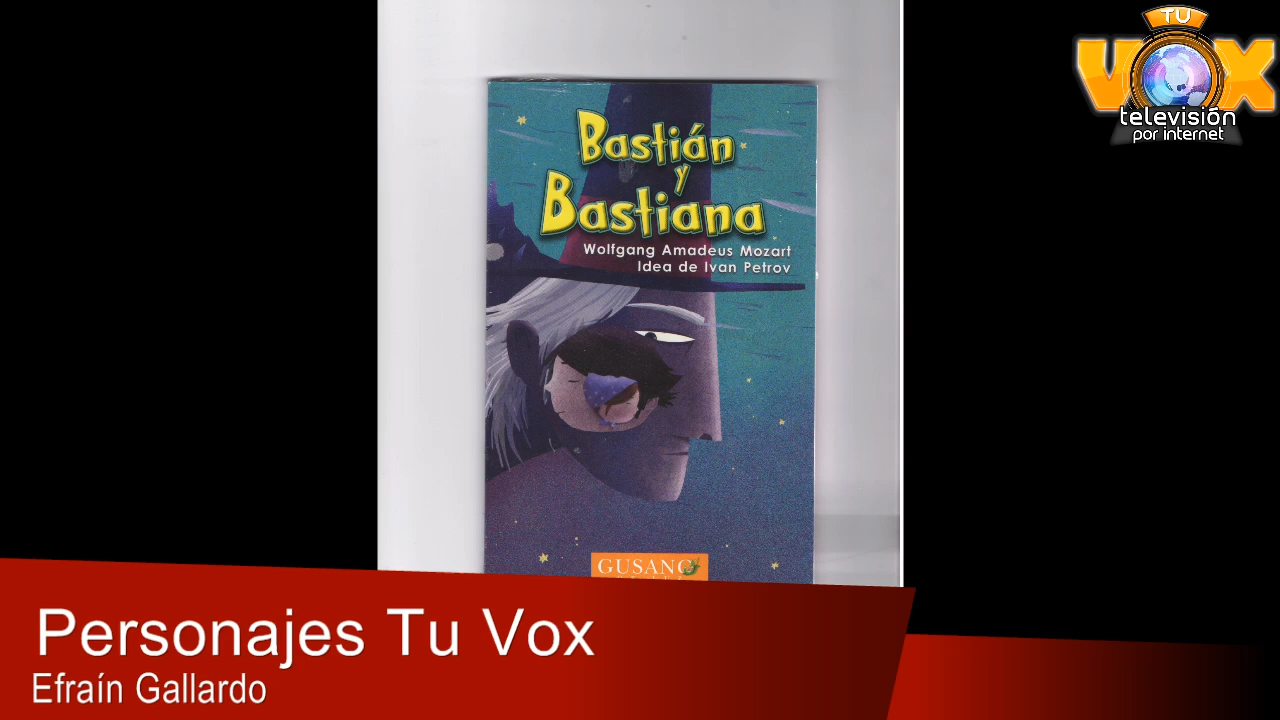 TU
VOX
televisión
por internet
Bastián
y
Bastiana
Wolfgang Amadeus Mozart
Idea de Ivan Petrov
GUSANO
Personajes Tu Vox
Efraín Gallardo